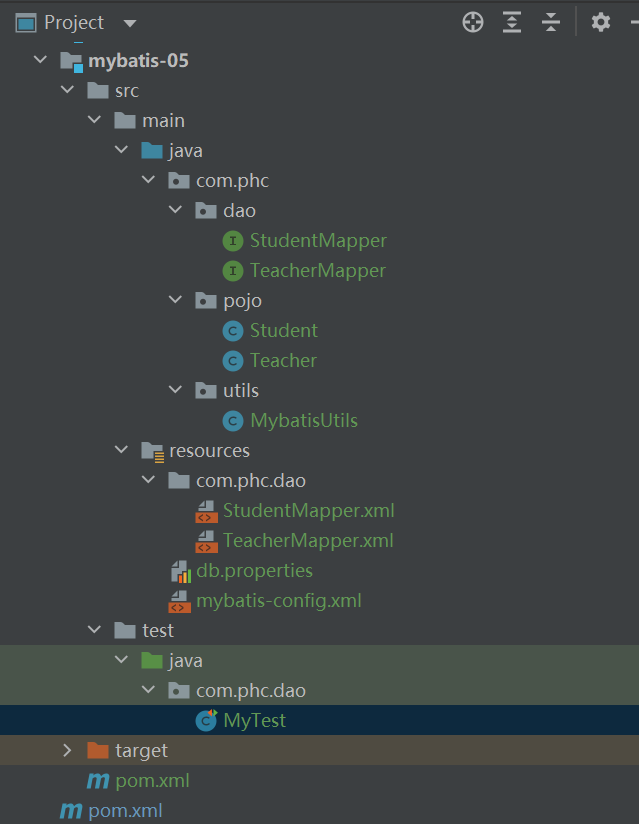 Project
mybatis-05
src
main
java
com.phc
dao
StudentMapper
TeacherMapper
pojo
Student
Teacher
utils
MybatisUtils
resources
com.phc.dao
StudentMapper.xml
TeacherMapper.xml
db.properties
mybatis-config.xml
test
java
com.phc.dao
MyTest
target
pom.xml
pom.xml